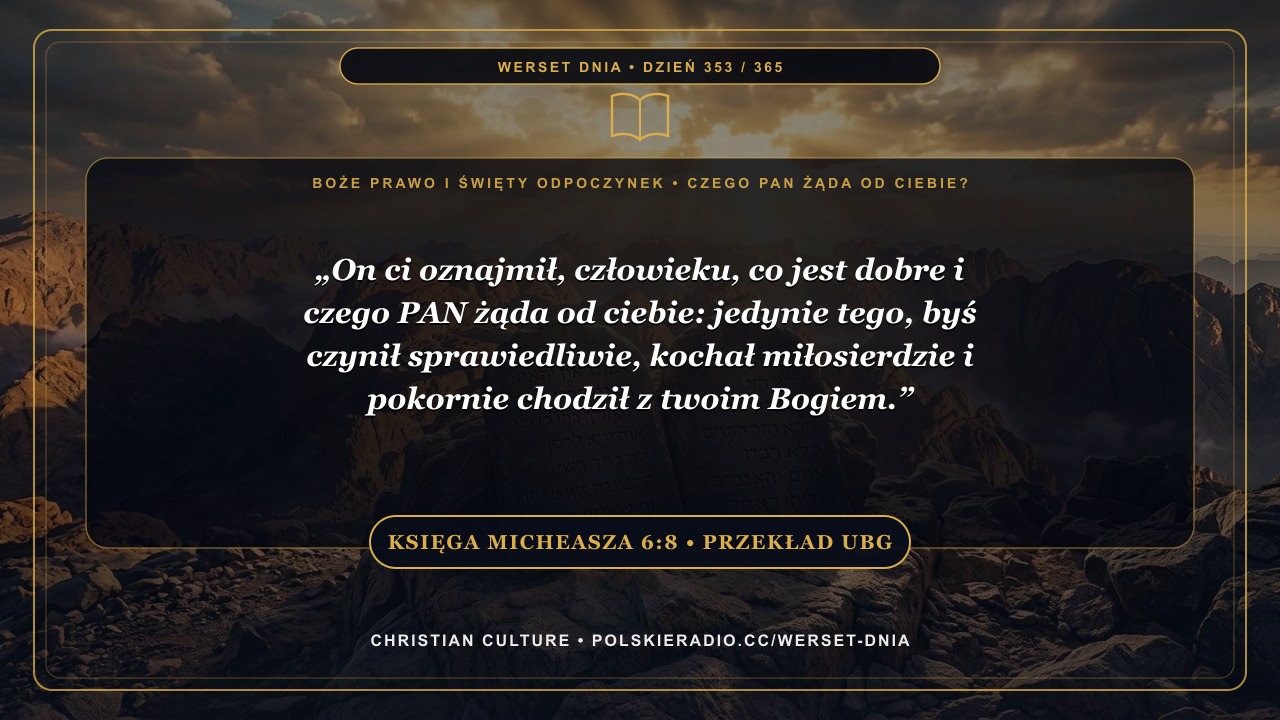 WERSET DNIA • DZIEŃ 353 / 365
BOŻE PRAWO I ŚWIĘTY ODPOCZYNEK • CZEGO PAN ŻĄDA OD CIEBIE?
„On ci oznajmił, człowieku, co jest dobre i
czego PAN żąda od ciebie: jedynie tego, byś
czynił sprawiedliwie, kochał miłosierdzie i
pokornie chodził z twoim Bogiem.”
KSIĘGA MICHEASZA 6:8 • PRZEKŁAD UBG
CHRISTIAN CULTURE • POLSKIERADIO.CC/WERSET-DNIA